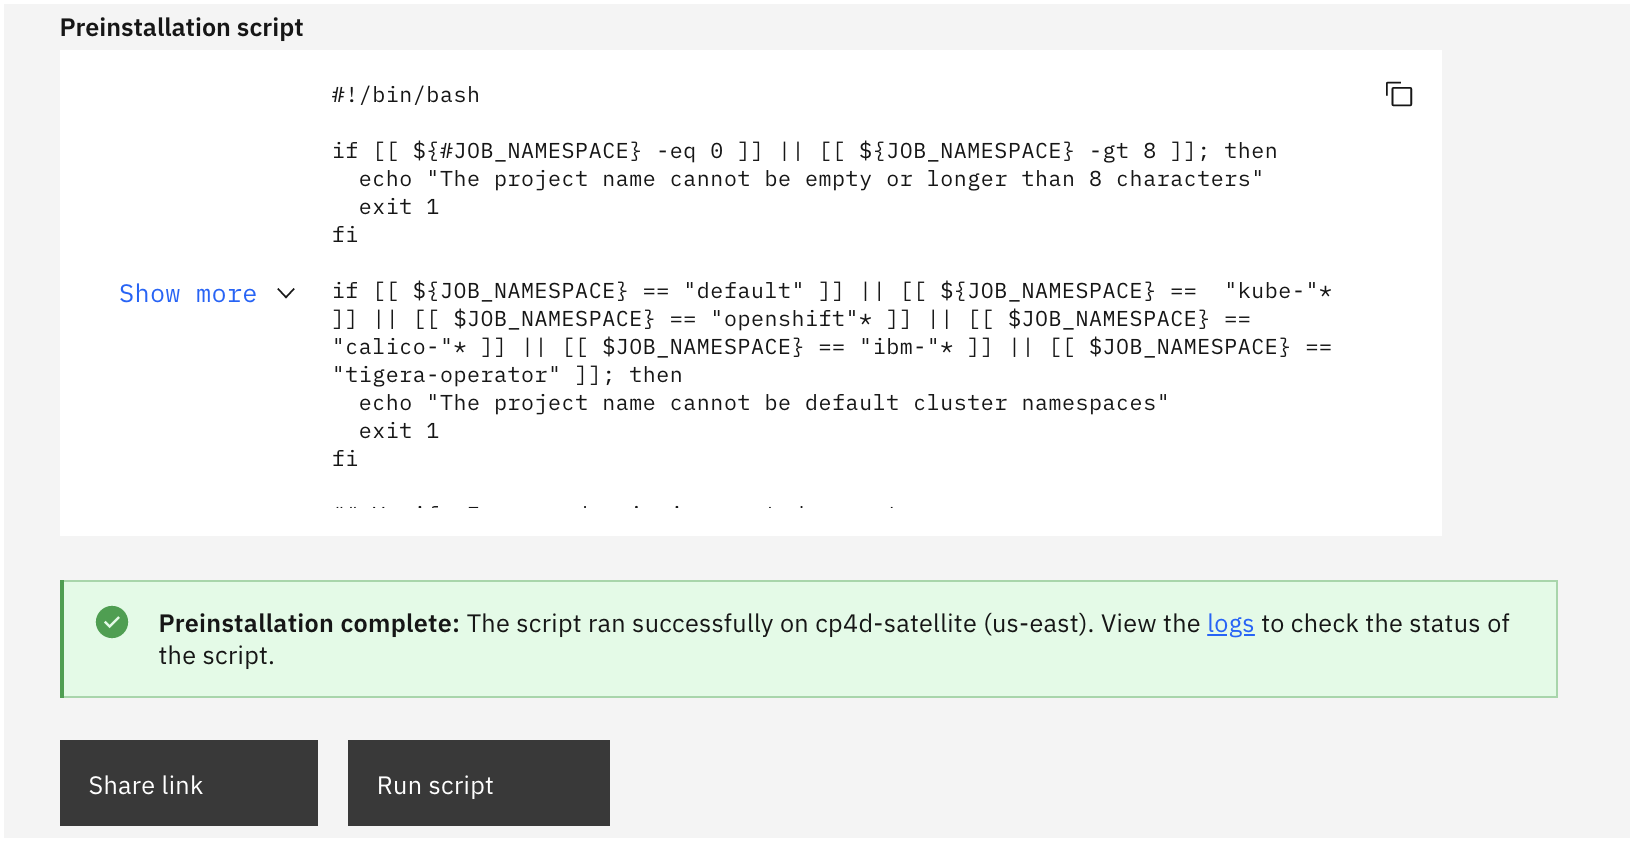 Preinstallation script
#!/bin/bash
if [[ ${#JOB_NAMESPACE} -eq 0 ]] || [[ ${JOB_NAMESPACE} -gt 8 ]]; then
  echo "The project name cannot be empty or longer than 8 characters"
  exit 1
fi
Show more
if [[ ${JOB_NAMESPACE} == "default" ]] || [[ ${JOB_NAMESPACE} ==  "kube-"*
]] || [[ $JOB_NAMESPACE} == "openshift"* ]] || [[ $JOB_NAMESPACE} ==
"calico-"* ]] || [[ $JOB_NAMESPACE} == "ibm-"* ]] || [[ $JOB_NAMESPACE} ==
"tigera-operator" ]]; then
  echo "The project name cannot be default cluster namespaces"
  exit 1
fi
Preinstallation complete: The script ran successfully on cp4d-satellite (us-east). View the logs to check the status of
the script.
Share link
Run script